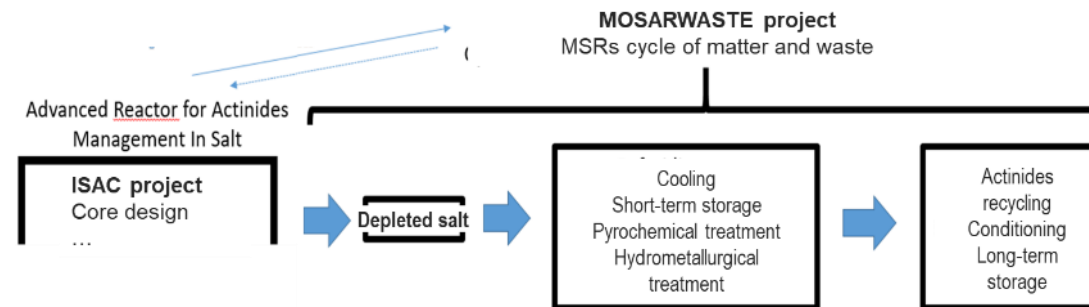 MOSARWASTE project
MSRs cycle of matter and waste
Advanced Reactor for Actinides
Management In Salt
ISAC project
Core design
...
Depleted salt
Cooling
Short-term storage
Pyrochemical treatment
Hydrometallurgical
treatment
Actinides
recycling
Conditioning
Long-term
storage